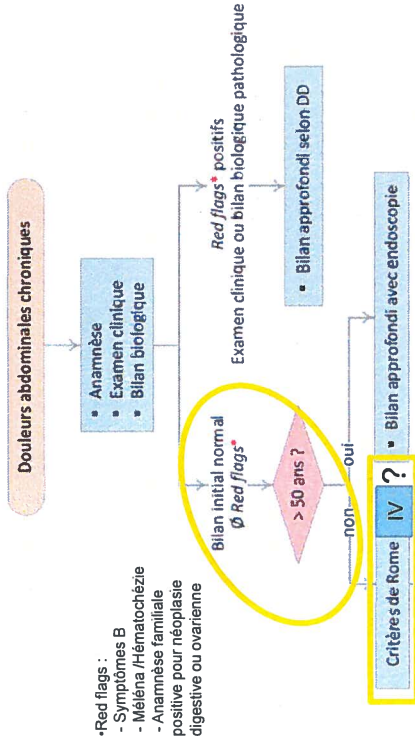 Douleurs abdominales chroniques
▪ Anamnèse
▪ Examen clinique
▪ Bilan biologique
•Red flags :
- Symptômes B
- Méléna /Hématochézie
- Anamnèse familiale
positive pour néoplasie
digestive ou ovarienne
Bilan initial normal
Ø Red flags*
Red flags* positifs
Examen clinique ou bilan biologique pathologique
> 50 ans ?
▪ Bilan approfondi selon DD
non
oui
Critères de Rome IV ?
▪ Bilan approfondi avec endoscopie